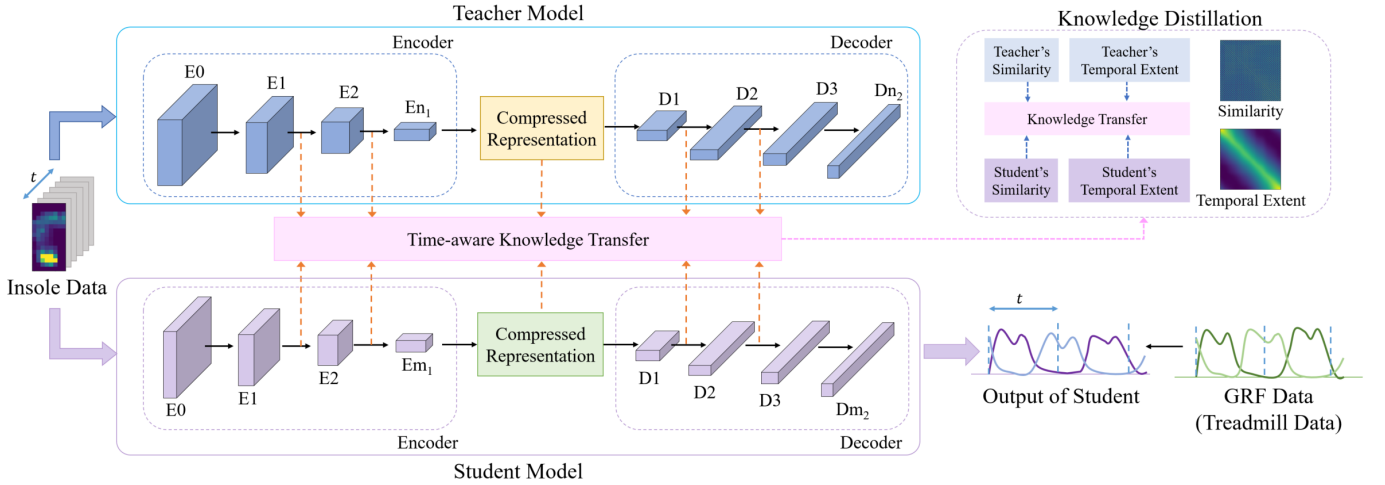 Teacher Model
Encoder
E0
E1
E2
En₁
Compressed
Representation
Decoder
D1
D2
D3
Dn₂
Knowledge Distillation
Teacher's
Similarity
Teacher's
Temporal Extent
Similarity
Knowledge Transfer
Student's
Similarity
Student's
Temporal Extent
Temporal Extent
t
Insole Data
Time-aware Knowledge Transfer
E0
E1
E2
Em₁
Encoder
Compressed
Representation
D1
D2
D3
Dm₂
Decoder
Student Model
t
Output of Student
GRF Data
(Treadmill Data)